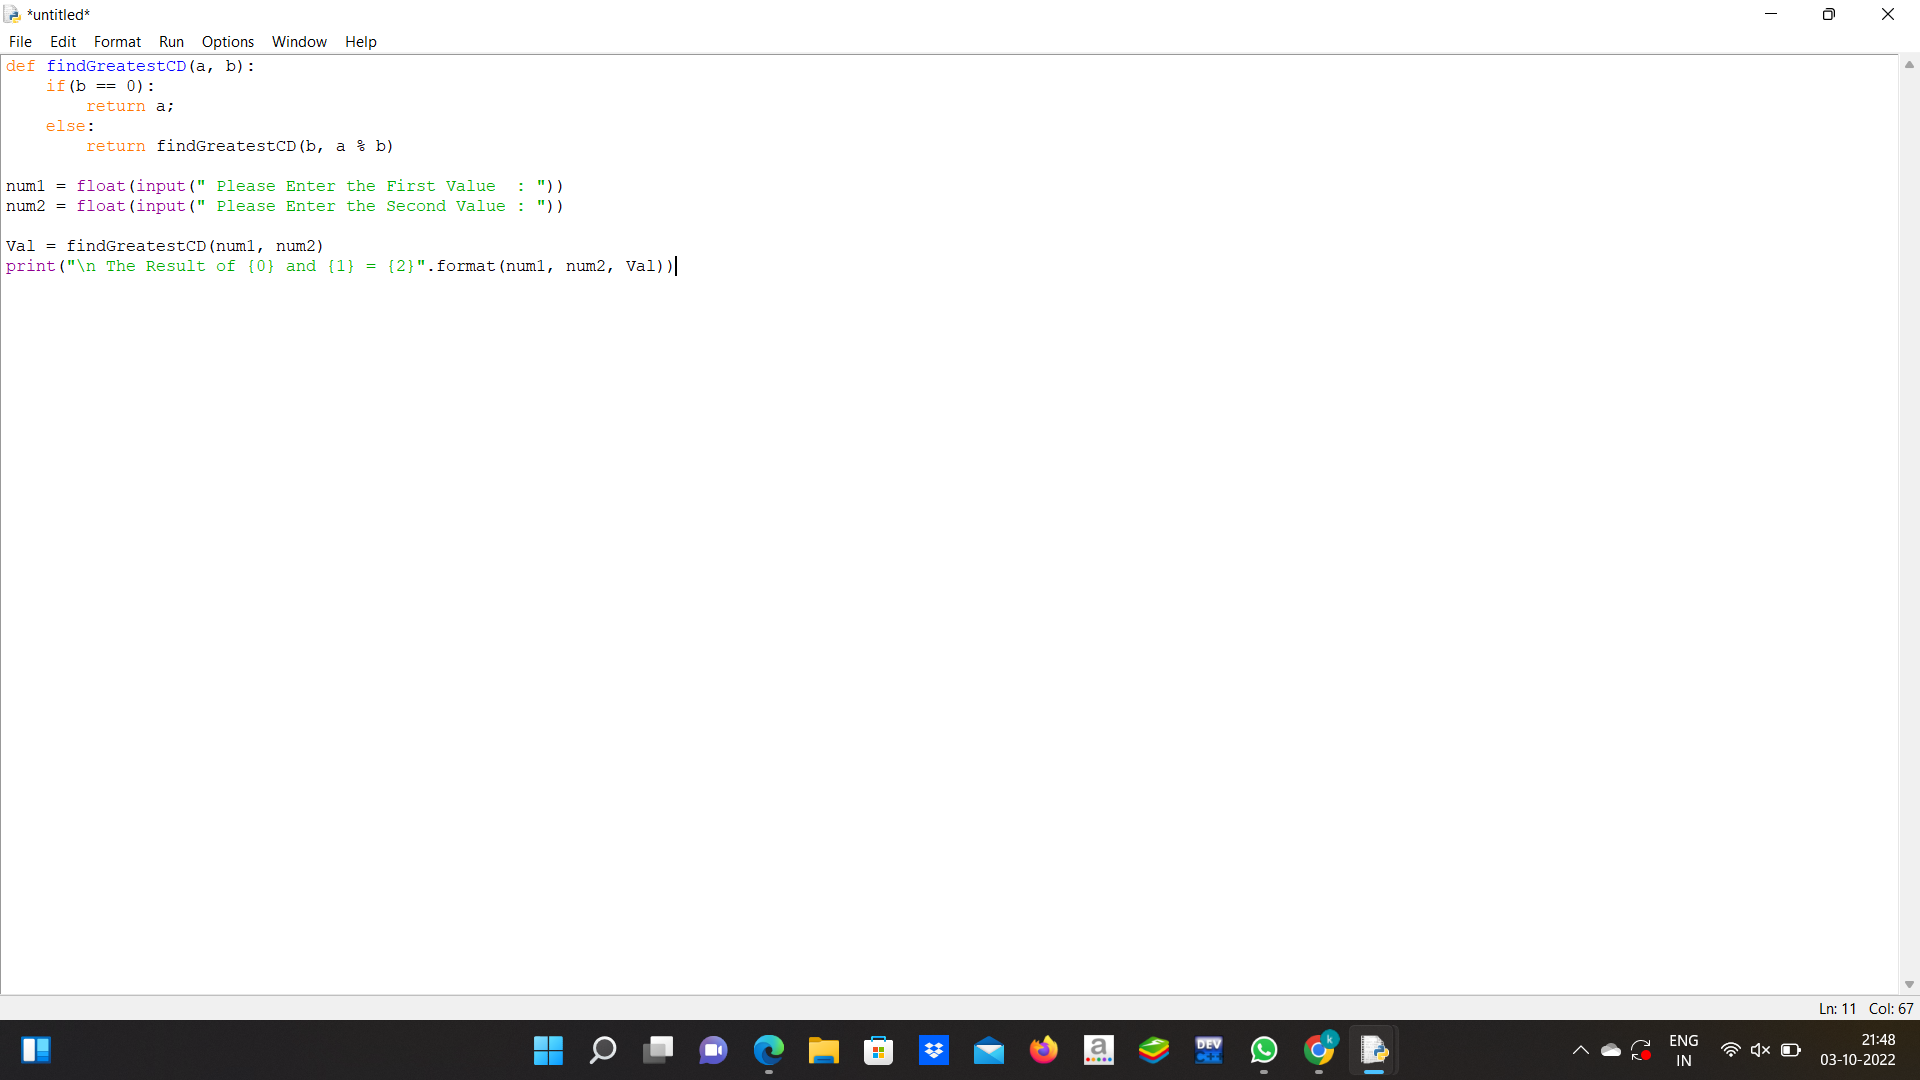 *untitled*
File Edit Format Run Options Window Help
def findGreatestCD(a, b):
    if(b == 0):
        return a;
    else:
        return findGreatestCD(b, a % b)

num1 = float(input(" Please Enter the First Value  : "))
num2 = float(input(" Please Enter the Second Value : "))

Val = findGreatestCD(num1, num2)
print("\n The Result of {0} and {1} = {2}".format(num1, num2, Val))
Ln: 11 Col: 67
DEV
C++
a
k
ENG
IN
21:48
03-10-2022